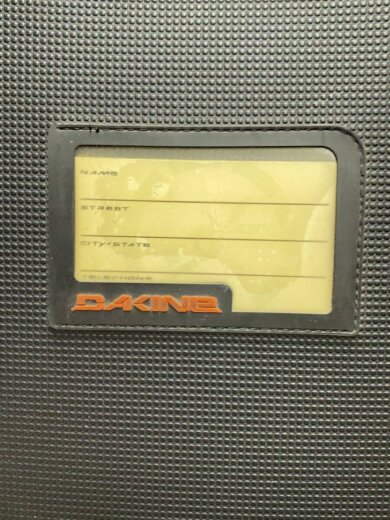 NAME
STREET
CITY/STATE
TELEPHONE
DAKINE